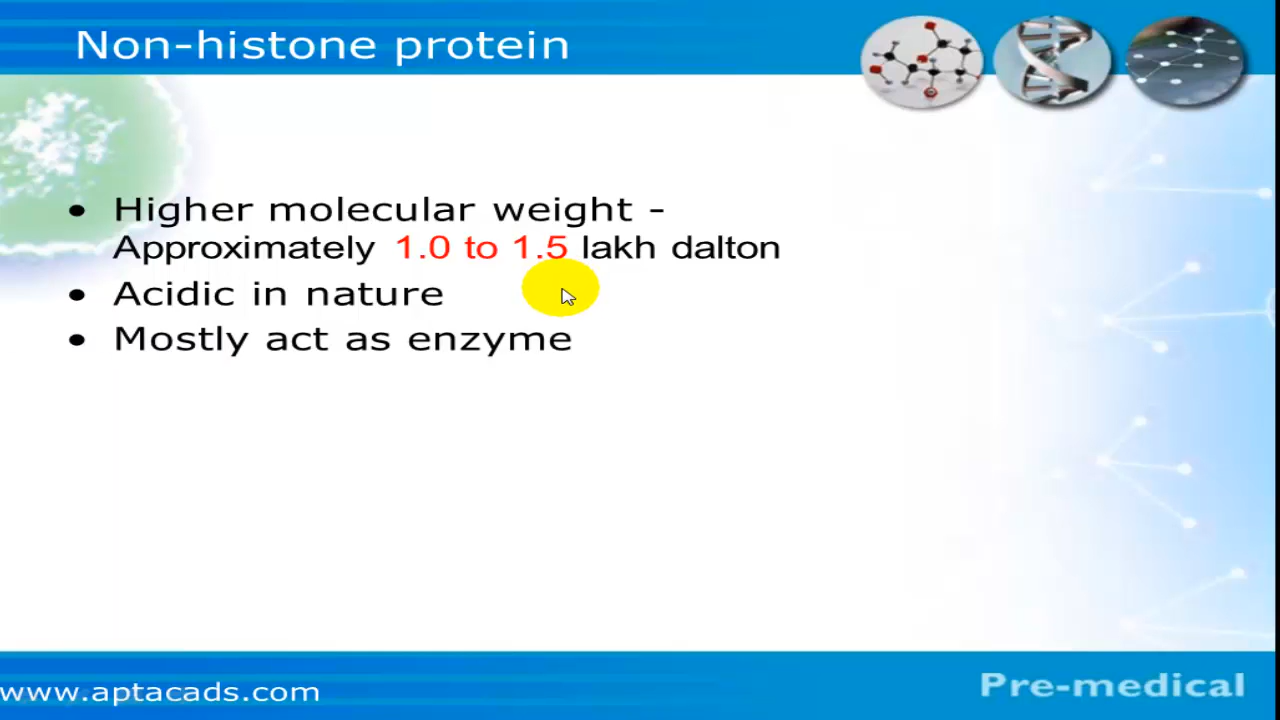 Non-histone protein
• Higher molecular weight -
Approximately 1.0 to 1.5 lakh dalton
• Acidic in nature
• Mostly act as enzyme
www.aptacads.com
Pre-medical